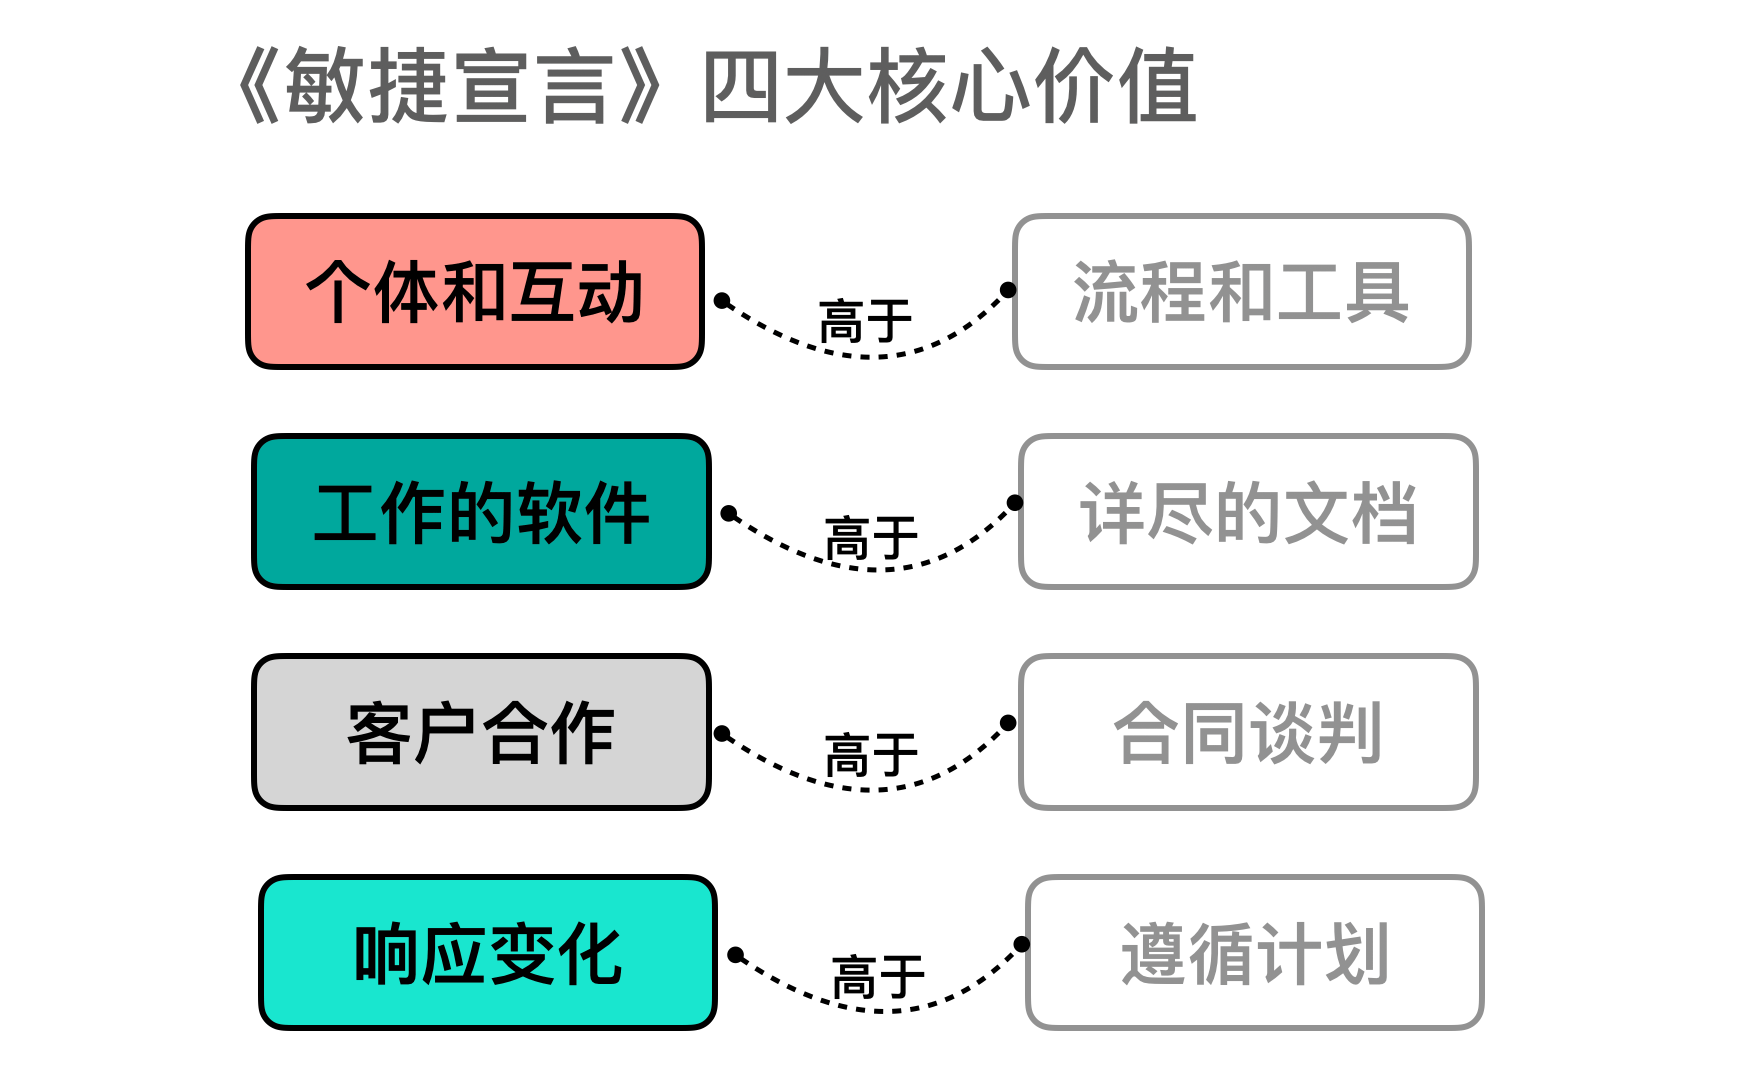 《敏捷宣言》四大核心价值
个体和互动 高于 流程和工具
工作的软件 高于 详尽的文档
客户合作 高于 合同谈判
响应变化 高于 遵循计划